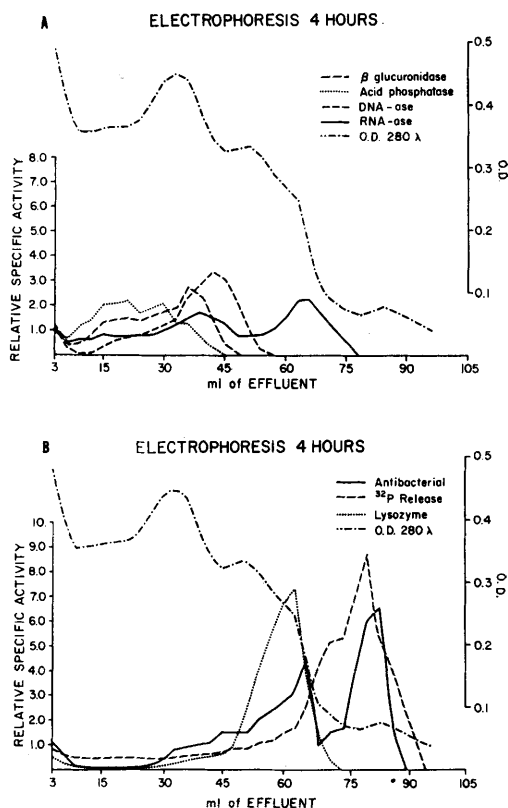 A
ELECTROPHORESIS 4 HOURS
β glucuronidase
Acid phosphatase
DNA-ase
RNA-ase
O.D. 280 λ
RELATIVE SPECIFIC ACTIVITY
8.0
7.0
6.0
5.0
4.0
3.0
2.0
1.0
0.5
0.4
0.3
0.2
0.1
O.D.
3 15 30 45 60 75 90 105
ml of EFFLUENT
B
ELECTROPHORESIS 4 HOURS
Antibacterial
32P Release
Lysozyme
O.D. 280 λ
RELATIVE SPECIFIC ACTIVITY
10.
9.0
8.0
7.0
6.0
5.0
4.0
3.0
2.0
1.0
0.5
0.4
0.3
0.2
0.1
O.D.
3 15 30 45 60 75 90 105
ml of EFFLUENT